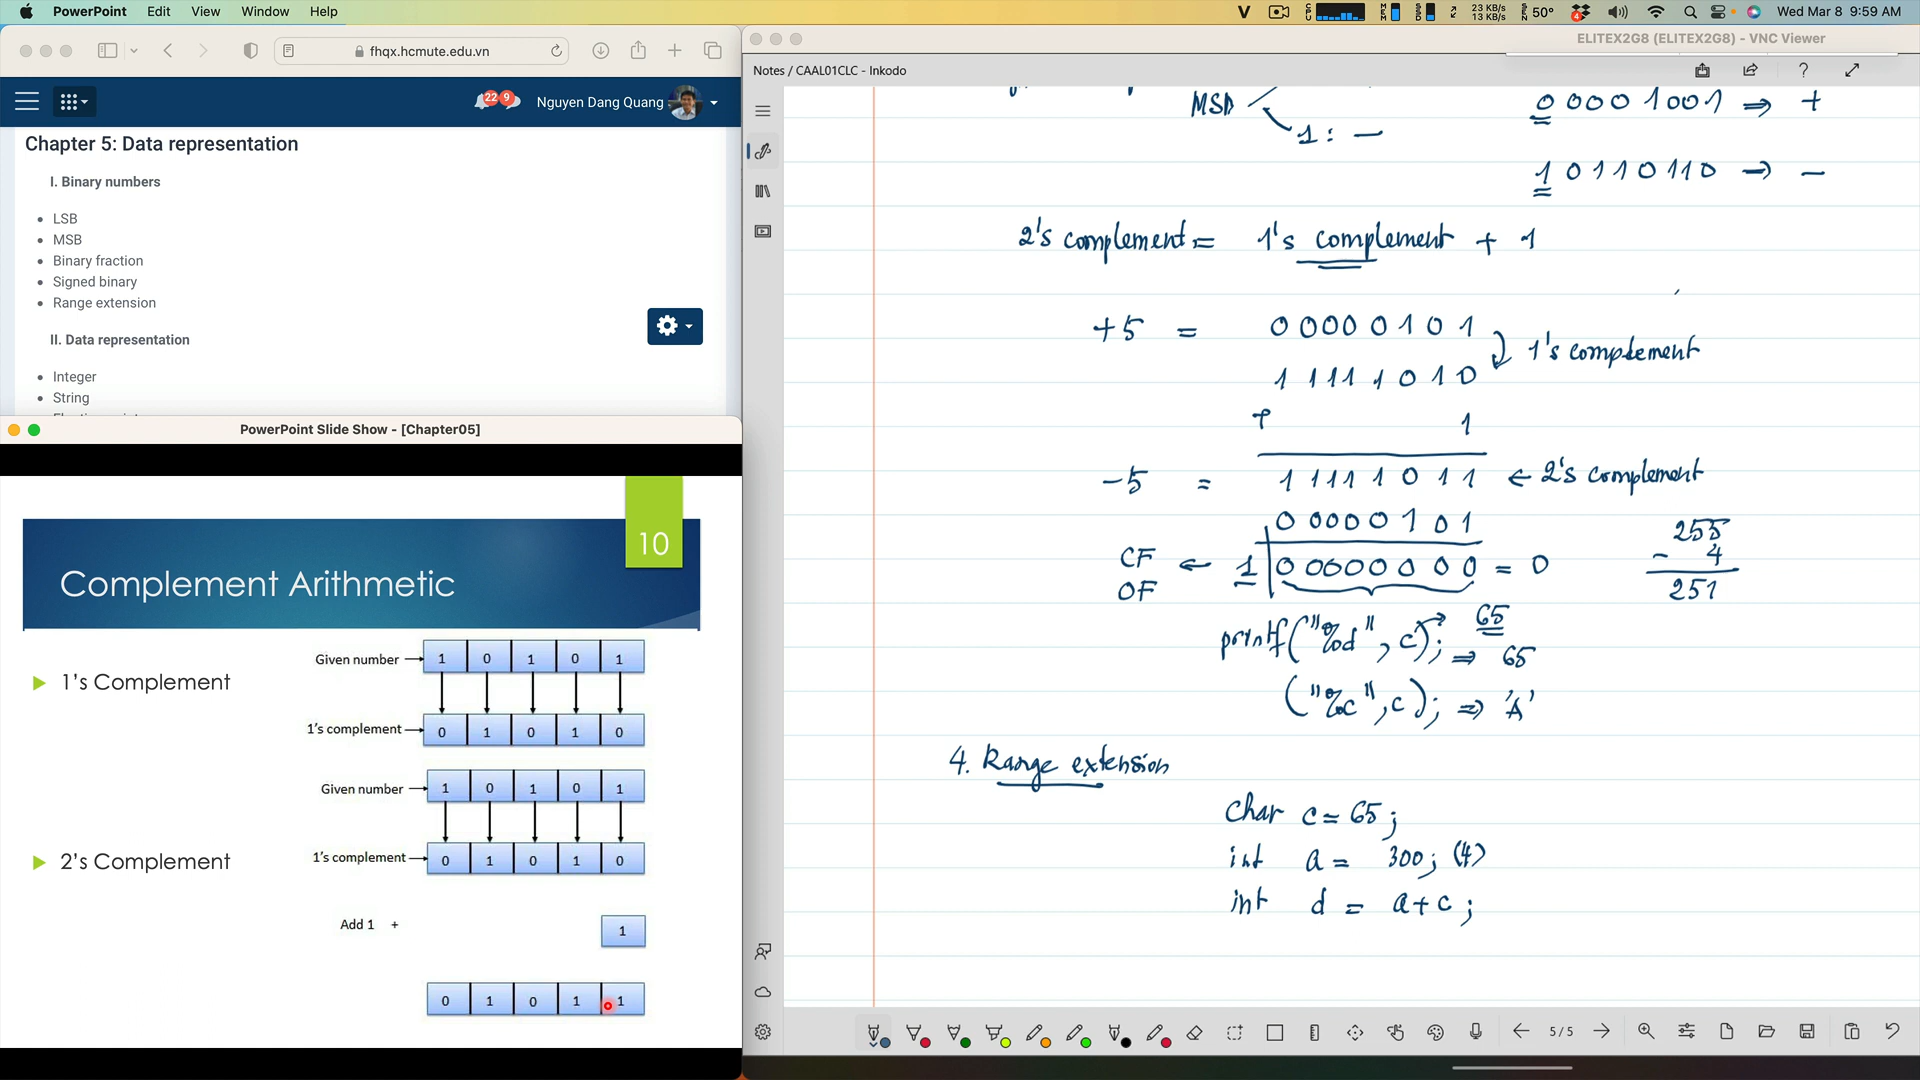 PowerPoint Edit View Window Help
23 KB/s
13 KB/s
50° Wed Mar 8 9:59 AM
fhqx.hcmute.edu.vn
22 9 Nguyen Dang Quang
Chapter 5: Data representation
I. Binary numbers
LSB
MSB
Binary fraction
Signed binary
Range extension
II. Data representation
Integer
String
PowerPoint Slide Show - [Chapter05]
10
Complement Arithmetic
1's Complement
Given number 1 0 1 0 1
1's complement 0 1 0 1 0
2's Complement
Given number 1 0 1 0 1
1's complement 0 1 0 1 0
Add 1 + 1
0 1 0 1 1
ELITEX2G8 (ELITEX2G8) - VNC Viewer
Notes / CAAL01CLC - Inkodo
MSD 1 : −
0 0 0 0 1 0 0 1 ⇒ +
1 0 1 1 0 1 1 0 ⇒ −
2's complement = 1's complement + 1
+5 = 0 0 0 0 0 1 0 1
1's complement
1 1 1 1 1 0 1 0
+ 1
−5 = 1 1 1 1 1 0 1 1 ← 2's complement
0 0 0 0 0 1 0 1
CF ← 1 0 0 0 0 0 0 0 0 = 0
OF
255
− 4
251
printf("%d", c); ⇒ 65
65
("%c", c); ⇒ 'A'
4. Range extension
Char c = 65;
int a = 300; (4)
int d = a + c;
5/5